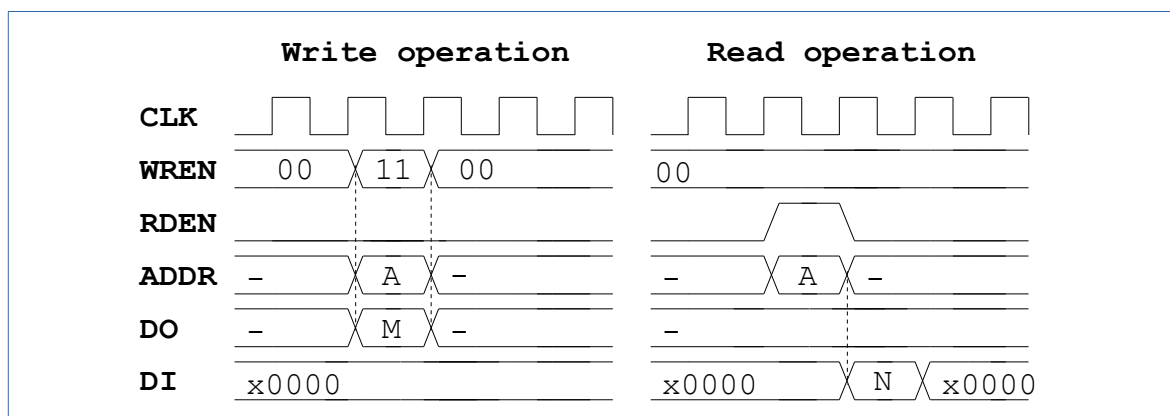 Write operation Read operation
CLK
WREN 00 11 00 00
RDEN
ADDR - A - - A -
DO - M - -
DI x0000 x0000 N x0000